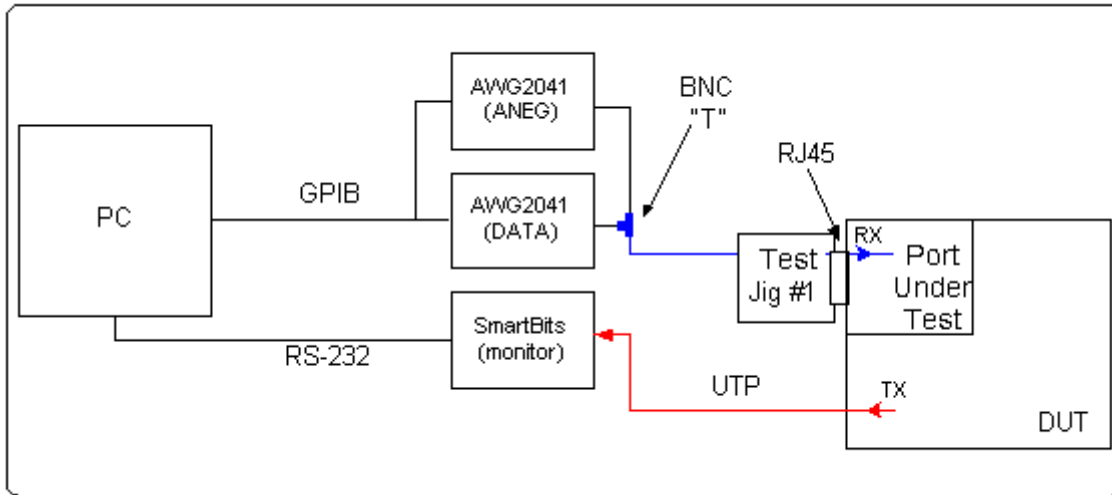 AWG2041
(ANEG)
BNC
"T"
RJ45
PC
GPIB
AWG2041
(DATA)
RX
Test
Jig #1
Port
Under
Test
SmartBits
(monitor)
RS-232
UTP
TX
DUT